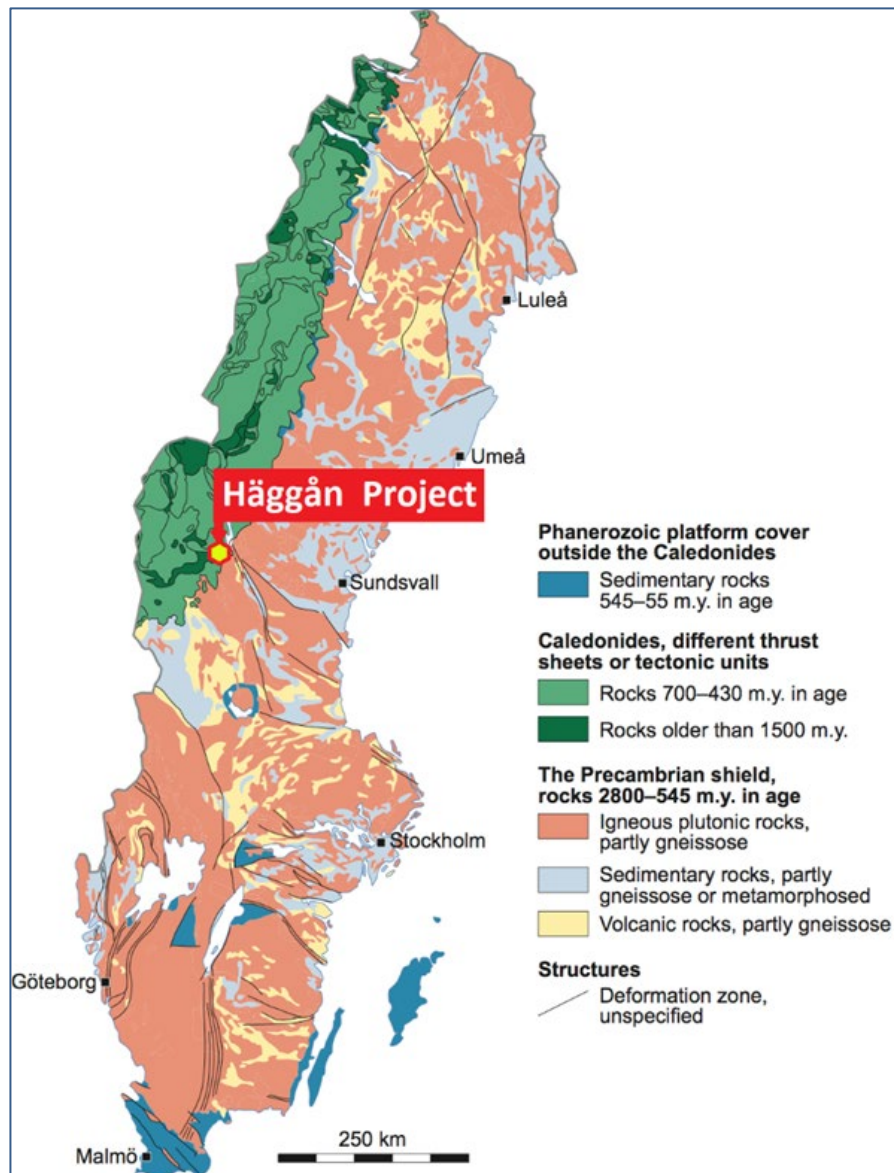 Luleå
Umeå
Häggån Project
Sundsvall
Stockholm
Göteborg
Malmö
250 km
Phanerozoic platform cover
outside the Caledonides
Sedimentary rocks
545–55 m.y. in age
Caledonides, different thrust
sheets or tectonic units
Rocks 700–430 m.y. in age
Rocks older than 1500 m.y.
The Precambrian shield,
rocks 2800–545 m.y. in age
Igneous plutonic rocks,
partly gneissose
Sedimentary rocks, partly
gneissose or metamorphosed
Volcanic rocks, partly gneissose
Structures
Deformation zone,
unspecified